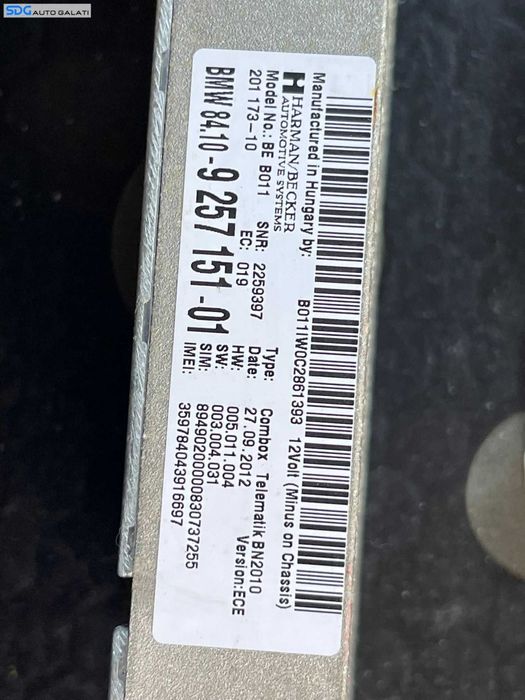 SDG AUTO GALATI
Manufactured in Hungary by:
B011IW0C2861393 12Volt (Minus on Chassis)
HARMAN/BECKER
AUTOMOTIVE SYSTEMS
Model No.: BE B011 SNR: 2259397 Type: Combox Telematik BN2010
201 173-10 EC: 019 Date: 27.09.2012 Version:ECE
HW: 005.011.004
BMW 84.10-9 257 151-01 SW: 003.004.031
SIM: 89490200000830737255
IMEI: 359784043916697